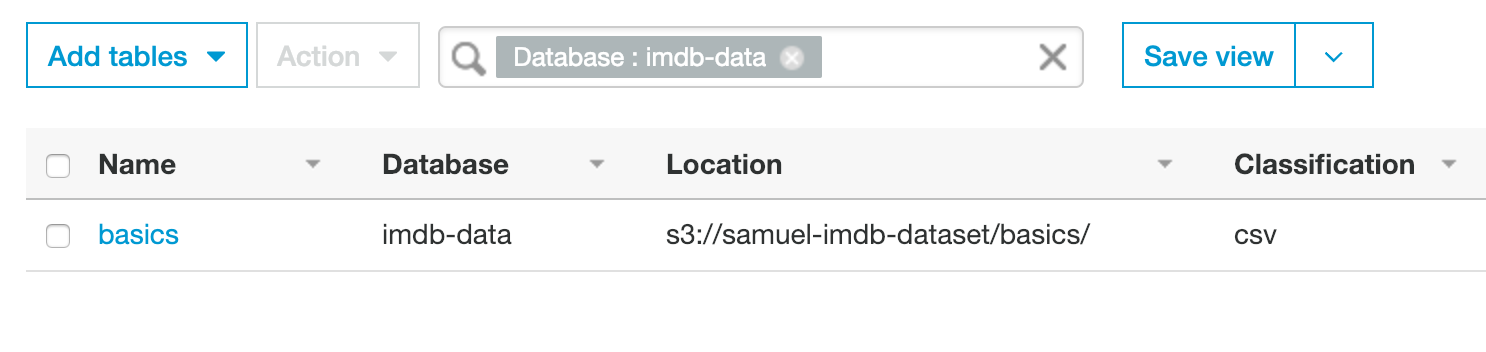 Add tables Action Database : imdb-data Save view
Name Database Location Classification
basics imdb-data s3://samuel-imdb-dataset/basics/ csv